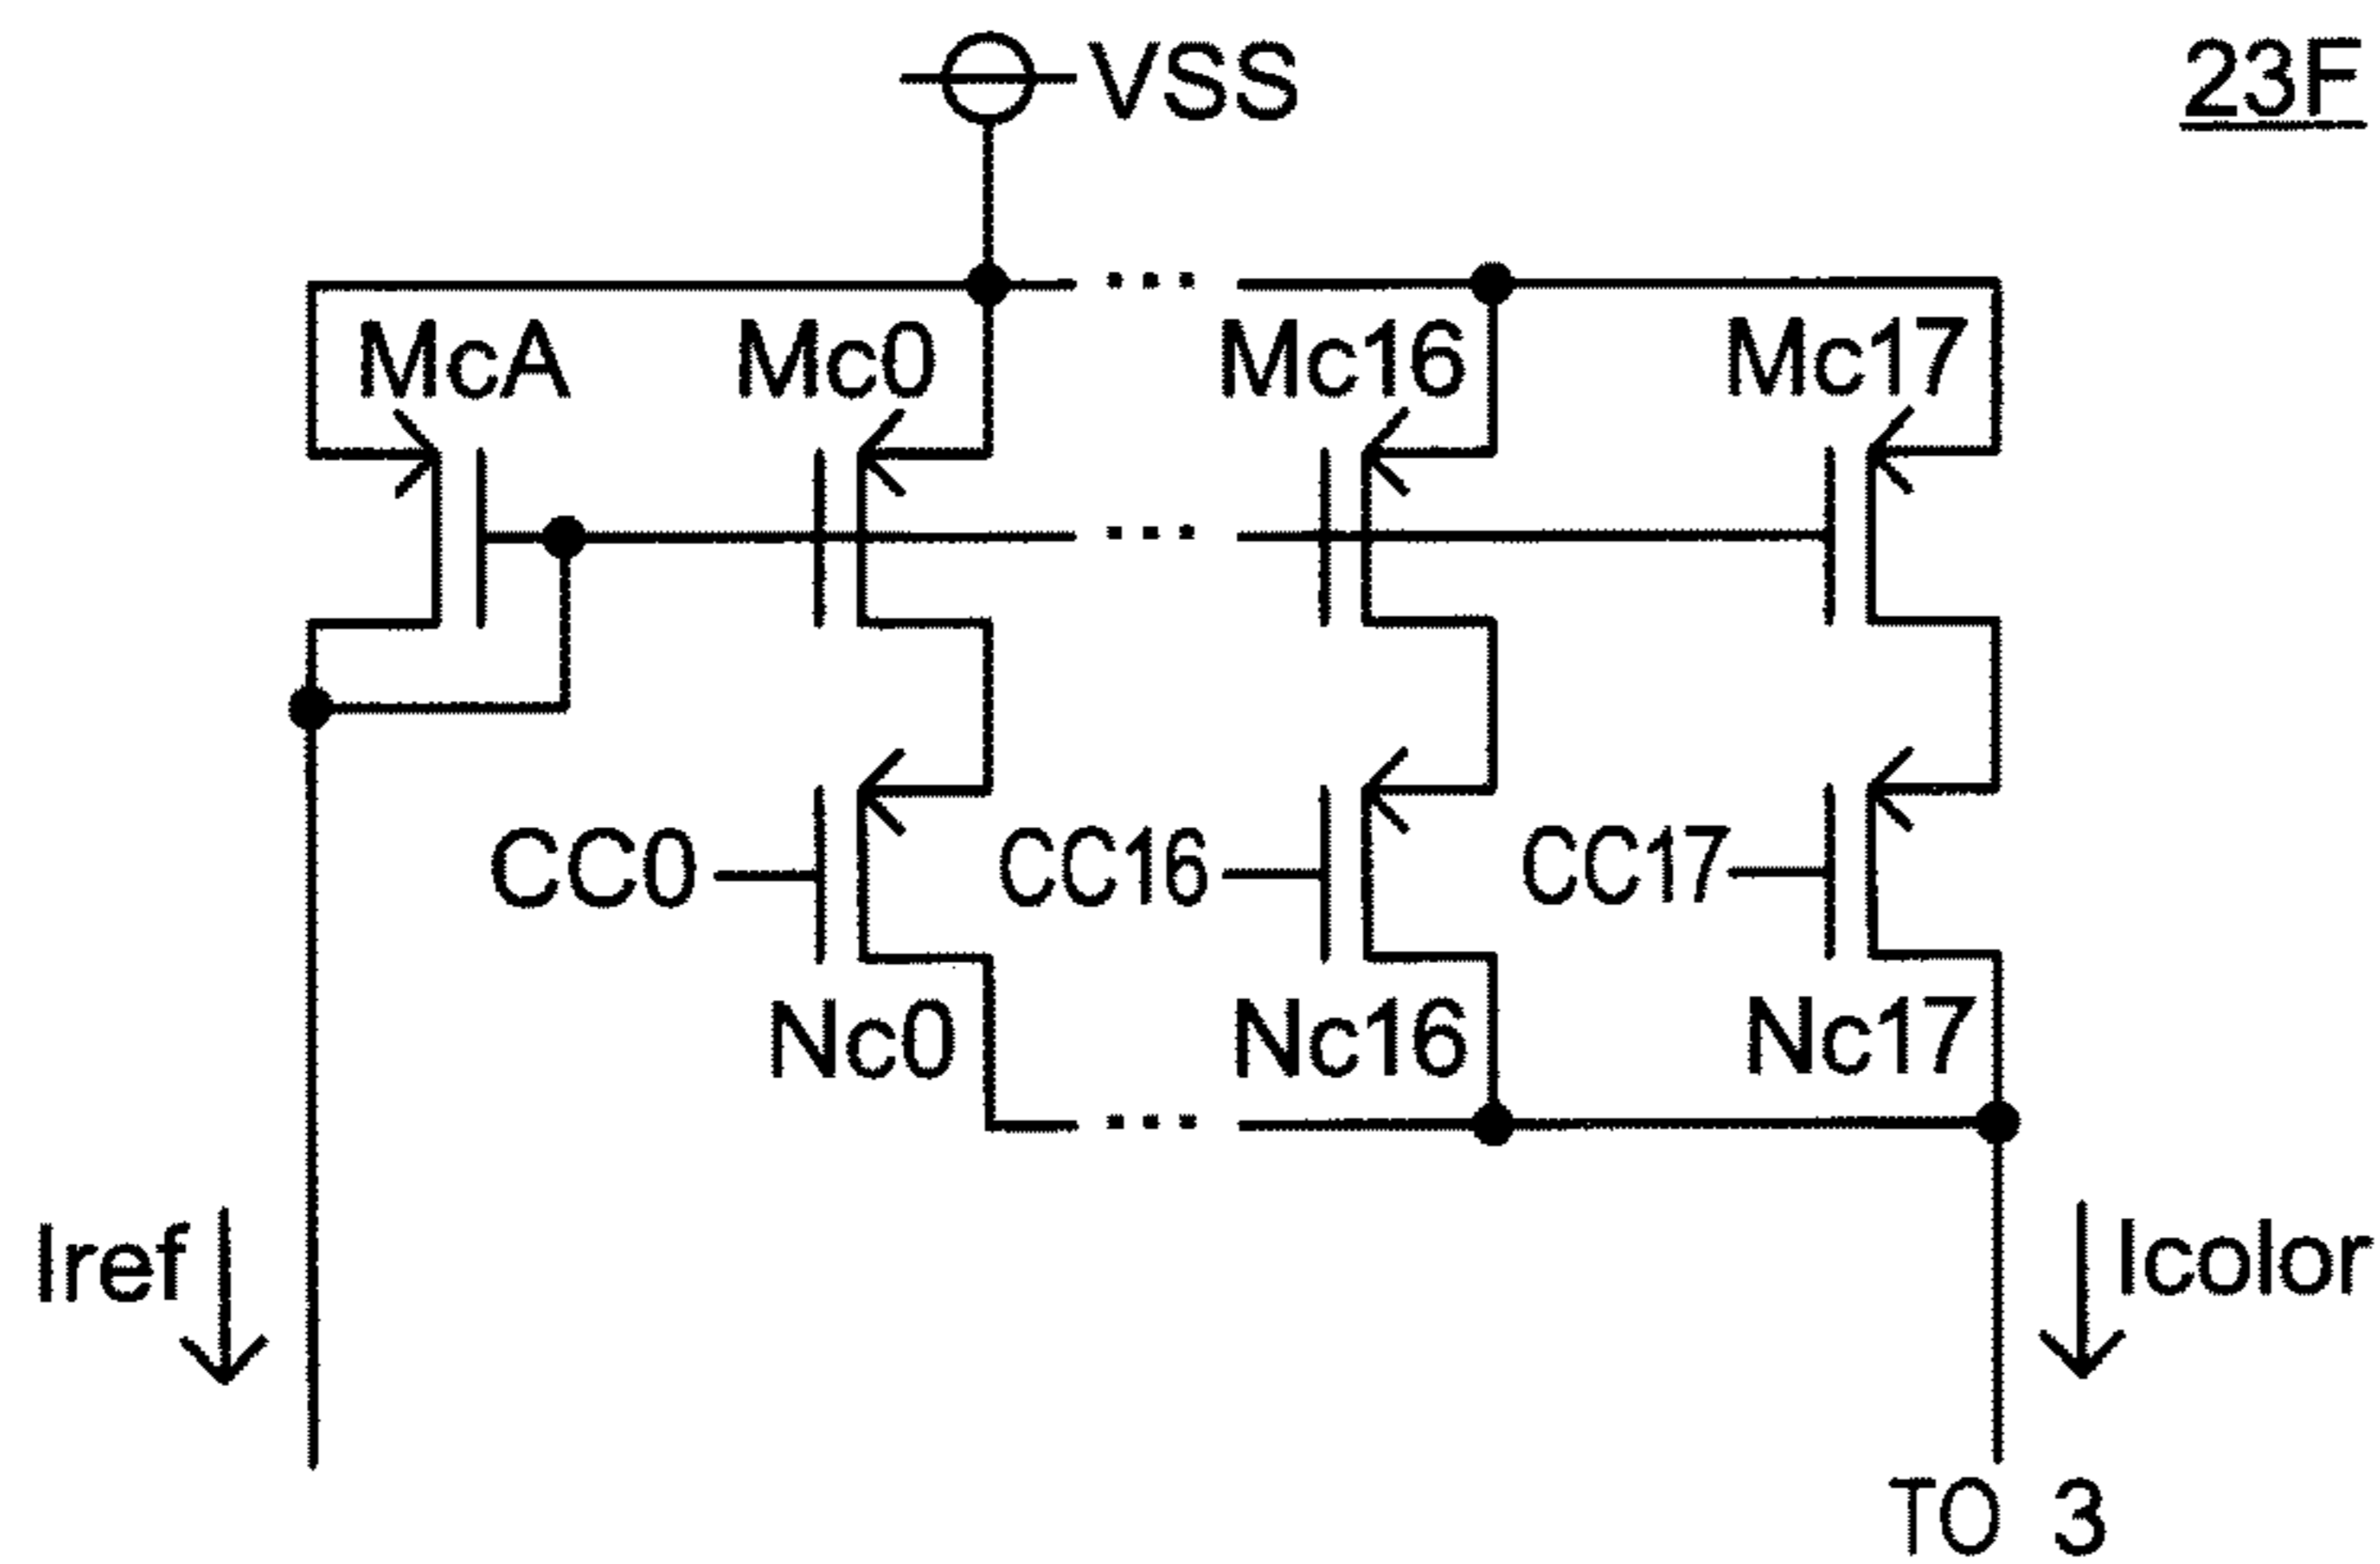 VSS
23F
McA
Mc0
Mc16
Mc17
CC0
CC16
CC17
Nc0
Nc16
Nc17
Iref
Icolor
TO 3